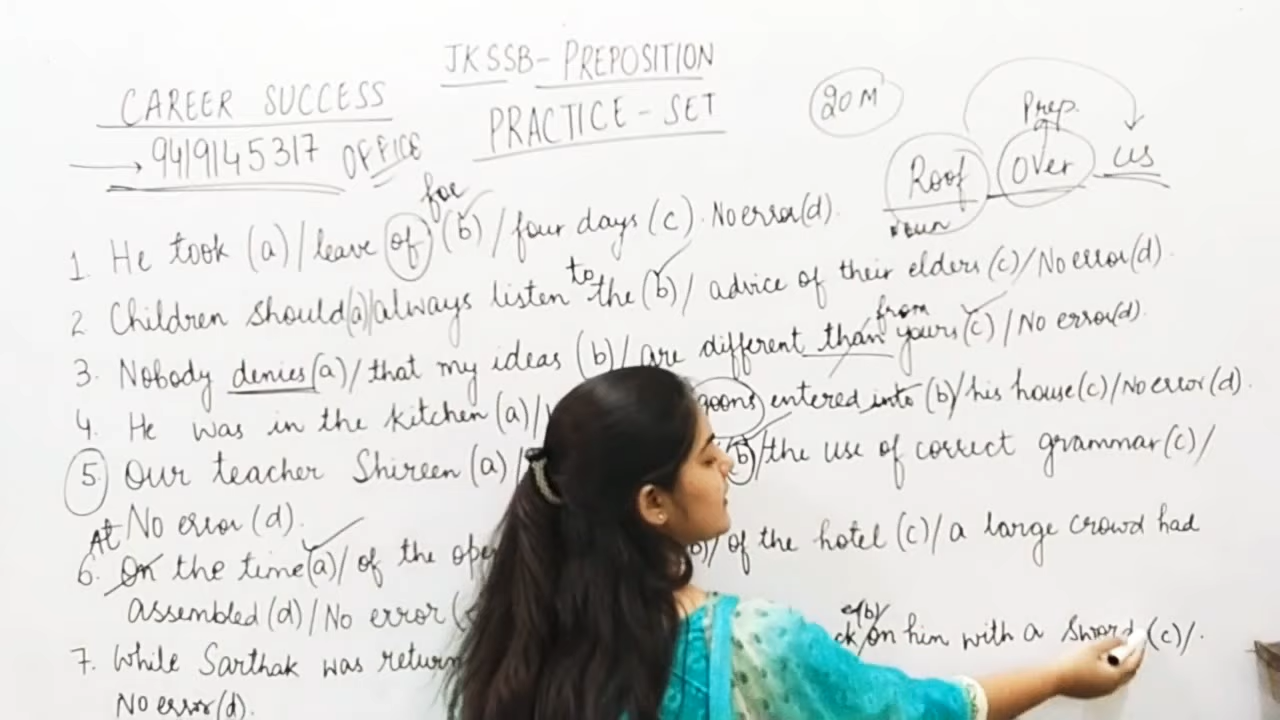 JKSSB- PREPOSITION
PRACTICE - SET
CAREER SUCCESS
→ 9419145317 OFFICE
20M
Prep.
Roof Over us
noun
for
1. He took (a)/ leave of (b)/ four days (c). No error(d).
to
2. Children should(a)/always listen the (b)/ advice of their elders (c)/ No error(d).
from
3. Nobody denies (a)/ that my ideas (b)/ are different than yours (c)/ No error(d).
4. He was in the kitchen (a)/ goons entered into (b)/ his house(c)/No error(d).
5. Our teacher Shireen (a)/ (b)/the use of correct grammar(c)/
No error (d).
At
6. On the time(a)/ of the of the hotel (c)/ a large crowd had
assembled (d)/ No error
(b)/
7. While Sarthak was on him with a sword (c)/.
No error(d).